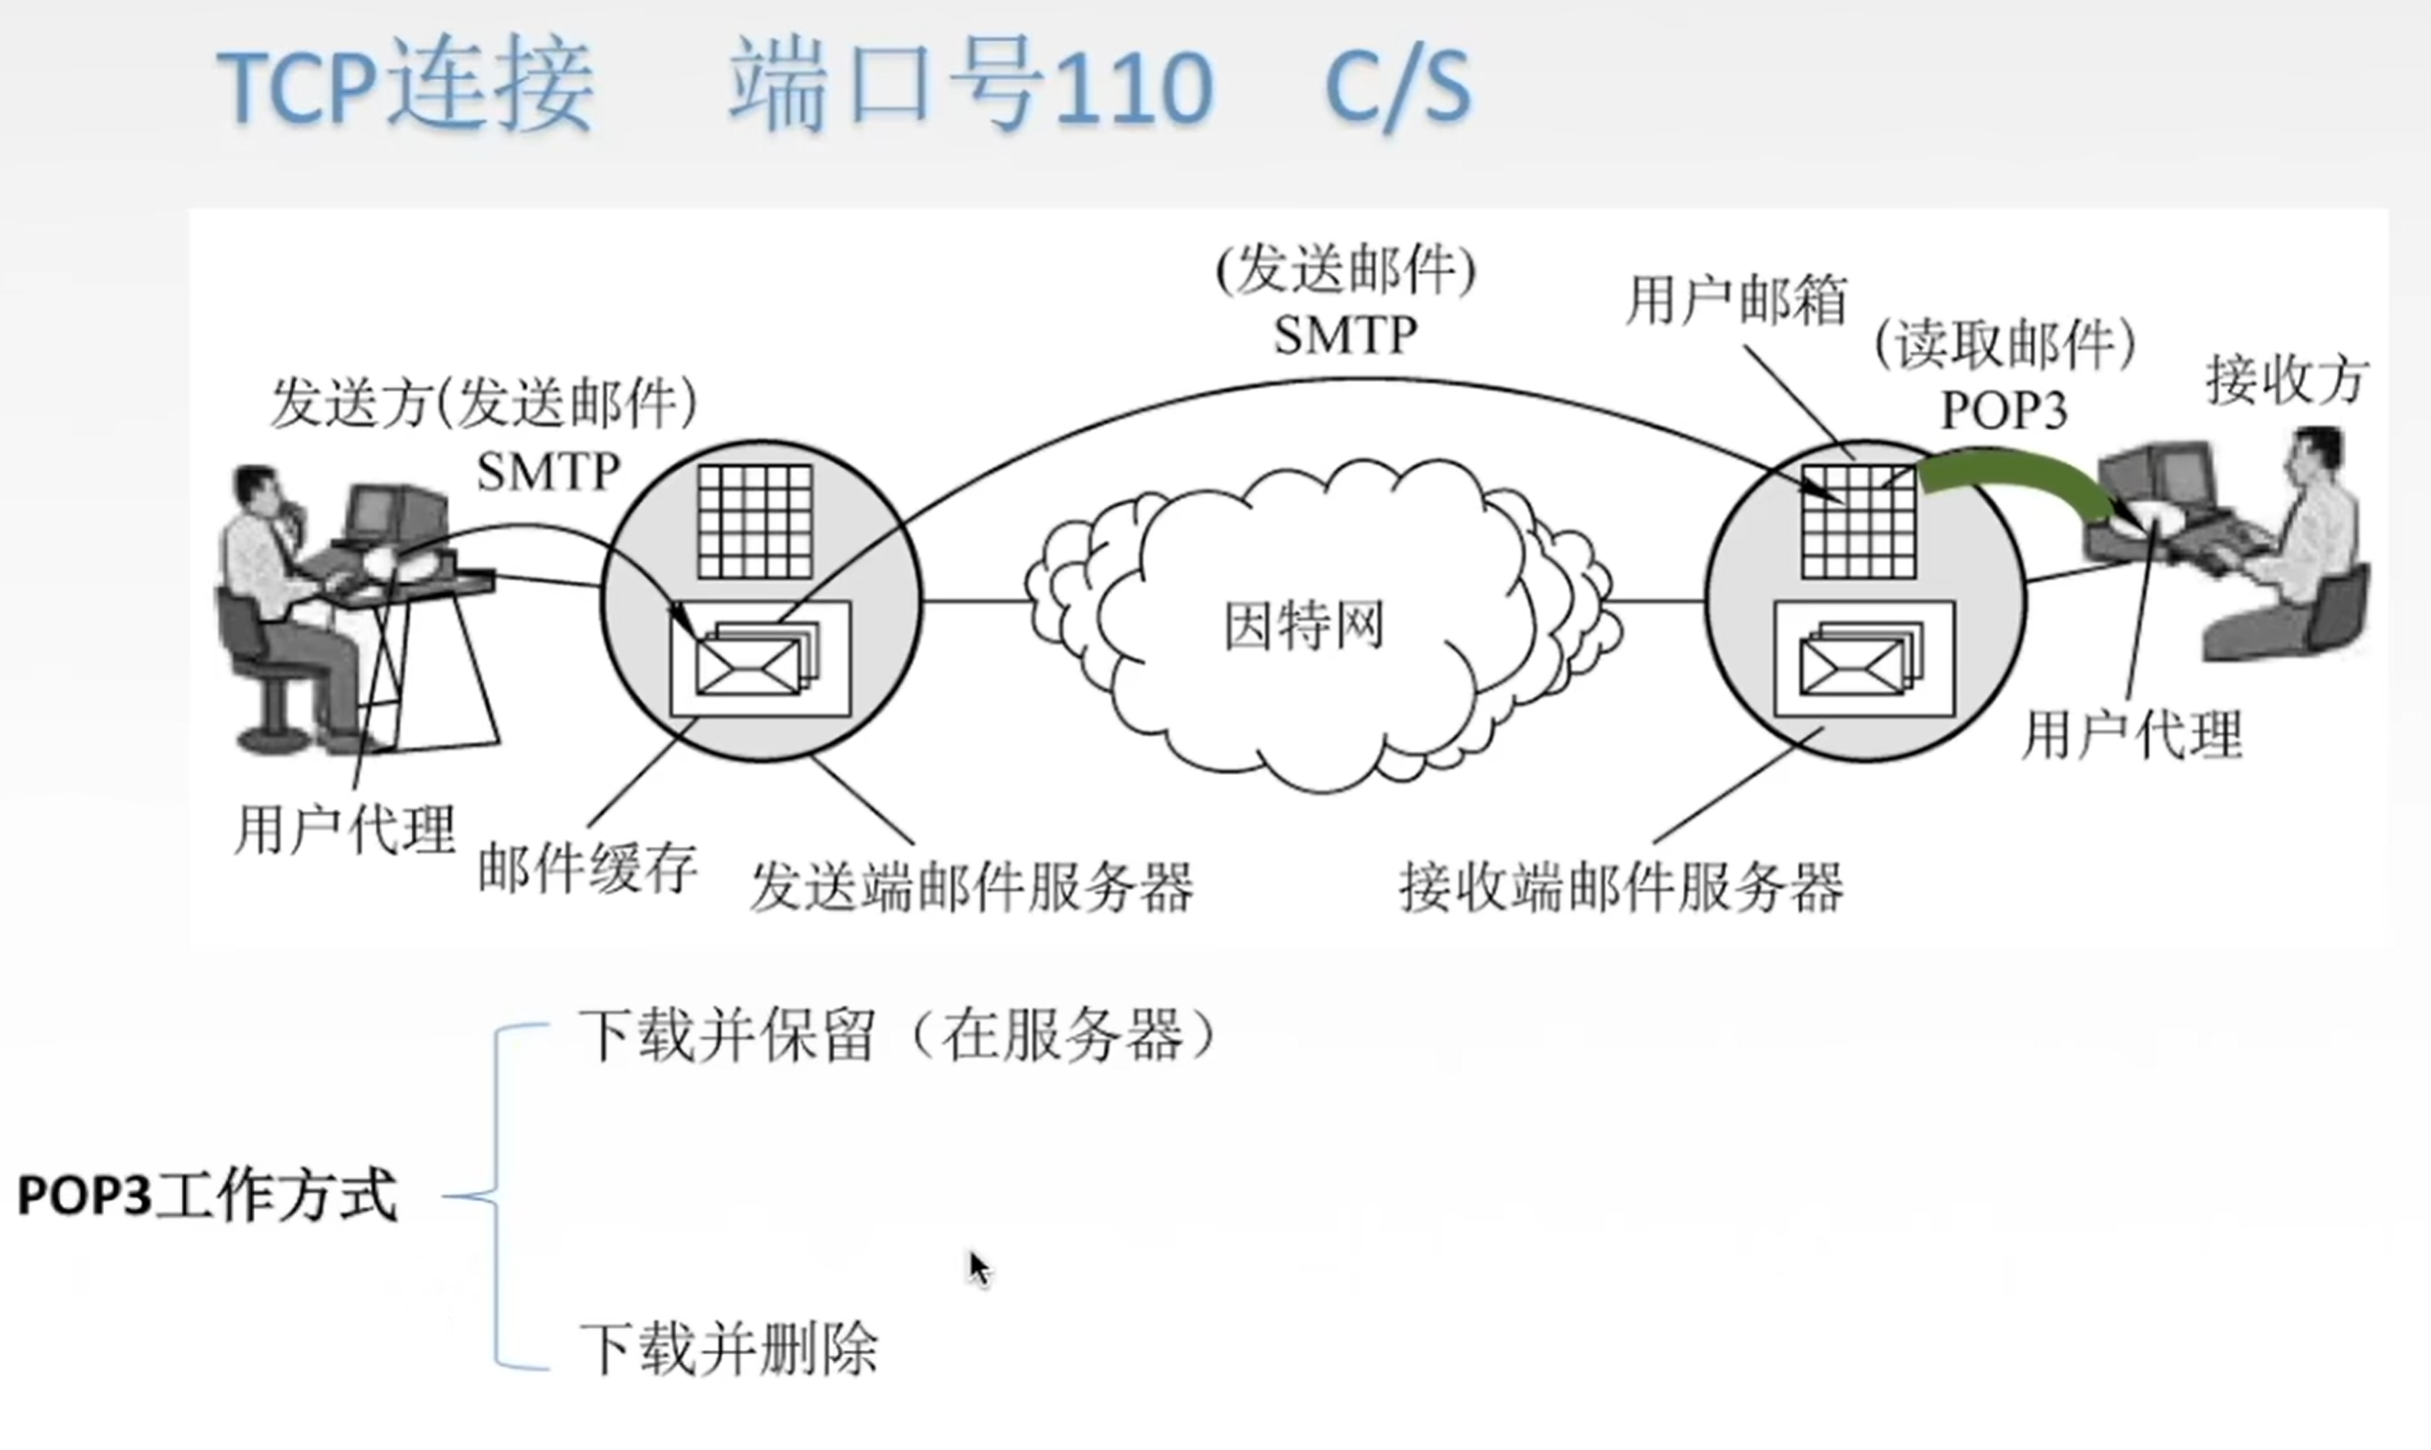 TCP连接 端口号110 C/S
(发送邮件)
SMTP
用户邮箱
(读取邮件)
POP3
接收方
发送方(发送邮件)
SMTP
因特网
用户代理
用户代理
邮件缓存
发送端邮件服务器
接收端邮件服务器
下载并保留（在服务器）
POP3工作方式
下载并删除